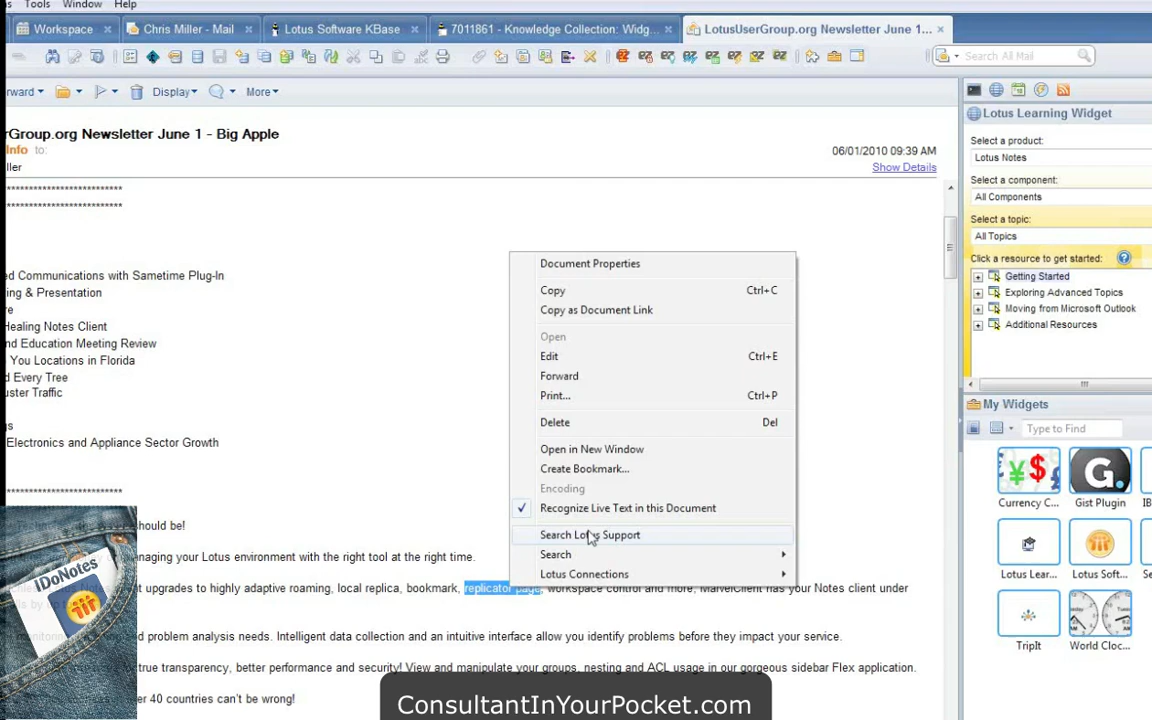 Tools Window Help
Workspace Chris Miller - Mail Lotus Software KBase 7011861 - Knowledge Collection: Widg... LotusUserGroup.org Newsletter June 1...
Search All Mail
rward Display More
rGroup.org Newsletter June 1 - Big Apple
Info to: 06/01/2010 09:39 AM
ller Show Details
*****************************
*****************************
ed Communications with Sametime Plug-In
ing & Presentation
re
Healing Notes Client
nd Education Meeting Review
You Locations in Florida
d Every Tree
uster Traffic
gs
Electronics and Appliance Sector Growth
*****************************
should be!
anaging your Lotus environment with the right tool at the right time.
t upgrades to highly adaptive roaming, local replica, bookmark, replicator page, workspace control and more, MarvelClient has your Notes client under
and problem analysis needs. Intelligent data collection and an intuitive interface allow you identify problems before they impact your service.
true transparency, better performance and security! View and manipulate your groups, nesting and ACL usage in our gorgeous sidebar Flex application.
er 40 countries can't be wrong!
Document Properties
Copy Ctrl+C
Copy as Document Link
Open
Edit Ctrl+E
Forward
Print... Ctrl+P
Delete Del
Open in New Window
Create Bookmark...
Encoding
Recognize Live Text in this Document
Search Lotus Support
Search
Lotus Connections
Lotus Learning Widget
Select a product:
Lotus Notes
Select a component:
All Components
Select a topic:
All Topics
Click a resource to get started:
Getting Started
Exploring Advanced Topics
Moving from Microsoft Outlook
Additional Resources
My Widgets
Type to Find
Currency C... Gist Plugin IB
Lotus Lear... Lotus Soft...
TripIt World Cloc...
IDoNotes
ConsultantInYourPocket.com